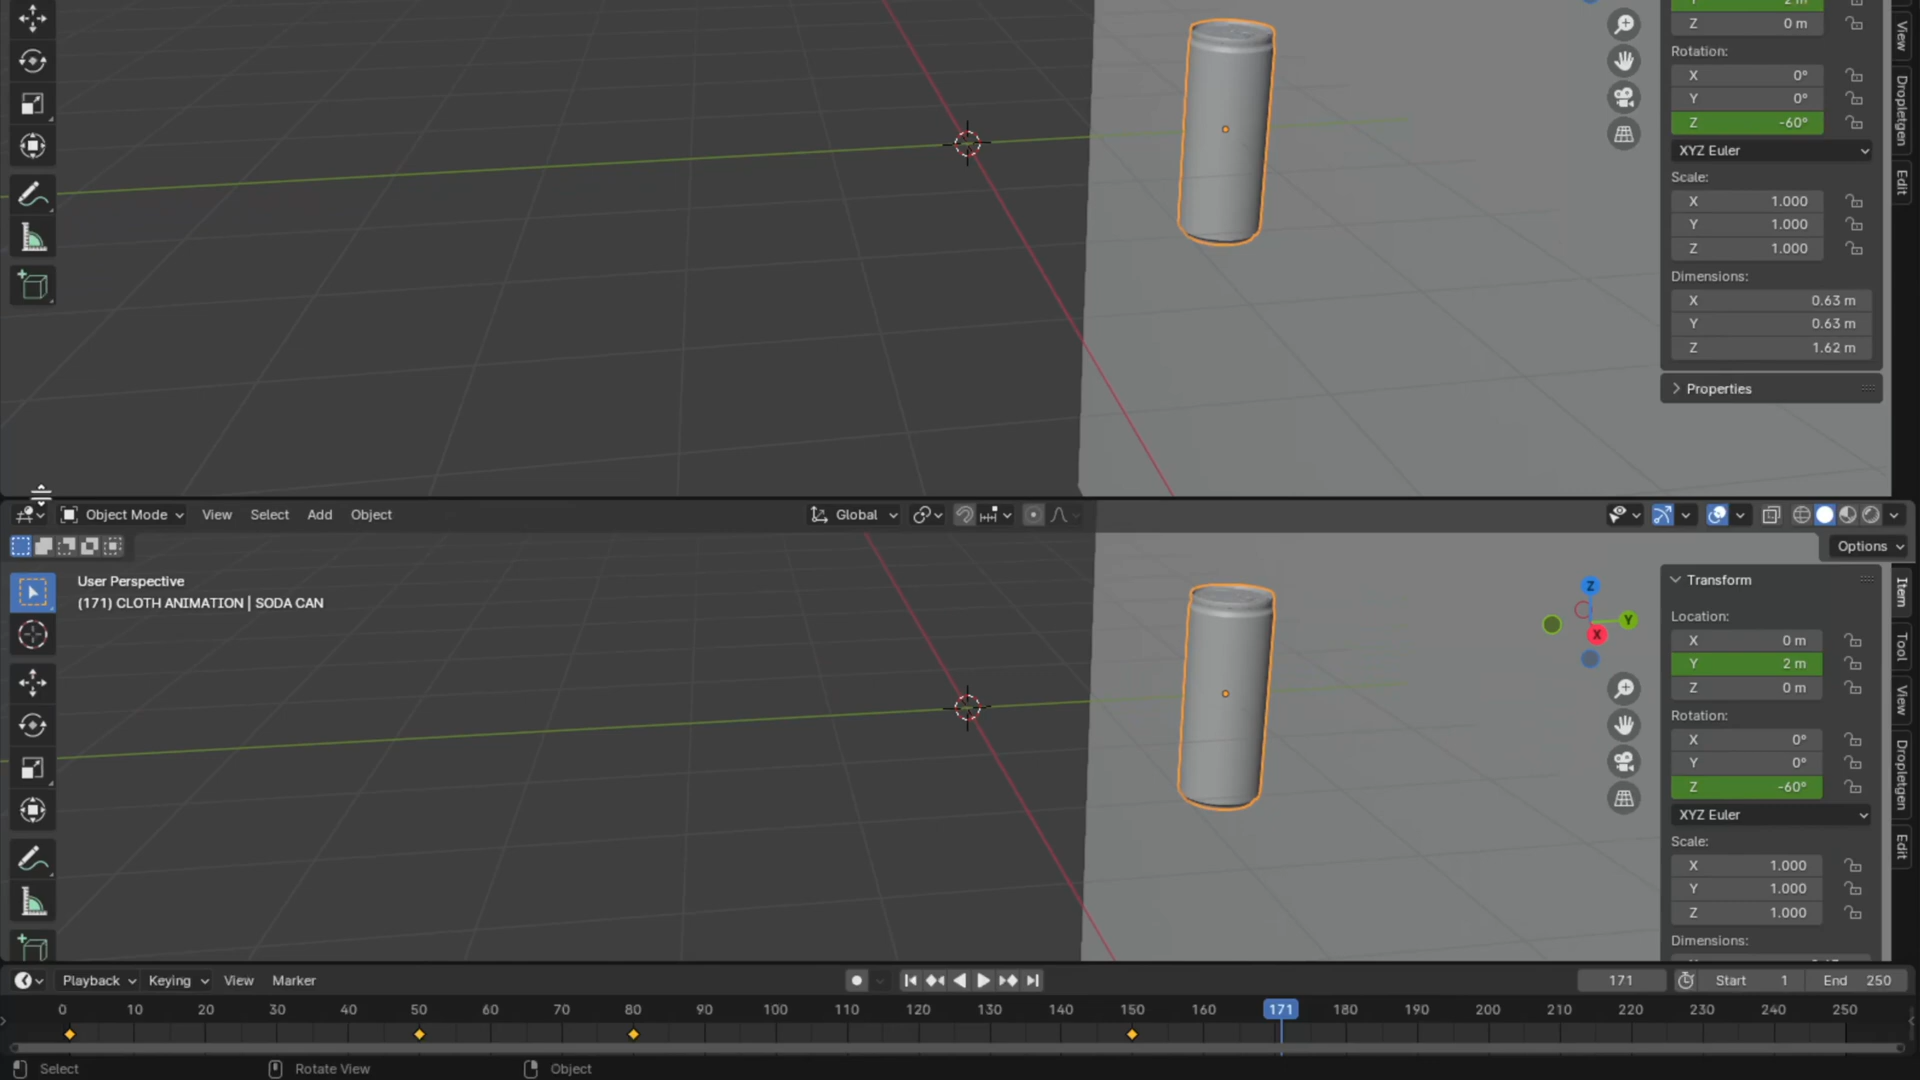 2 m
Z 0 m
Rotation:
X 0°
Y 0°
Z -60°
XYZ Euler
Scale:
X 1.000
Y 1.000
Z 1.000
Dimensions:
X 0.63 m
Y 0.63 m
Z 1.62 m
Properties
View
Dropletgen
Edit
Object Mode View Select Add Object Global
Options
User Perspective
(171) CLOTH ANIMATION | SODA CAN
Z
Y
X
Transform
Location:
X 0 m
Y 2 m
Z 0 m
Rotation:
X 0°
Y 0°
Z -60°
XYZ Euler
Scale:
X 1.000
Y 1.000
Z 1.000
Dimensions:
Item
Tool
View
Dropletgen
Edit
Playback Keying View Marker 171 Start 1 End 250
0 10 20 30 40 50 60 70 80 90 100 110 120 130 140 150 160 171 180 190 200 210 220 230 240 250
Select Rotate View Object